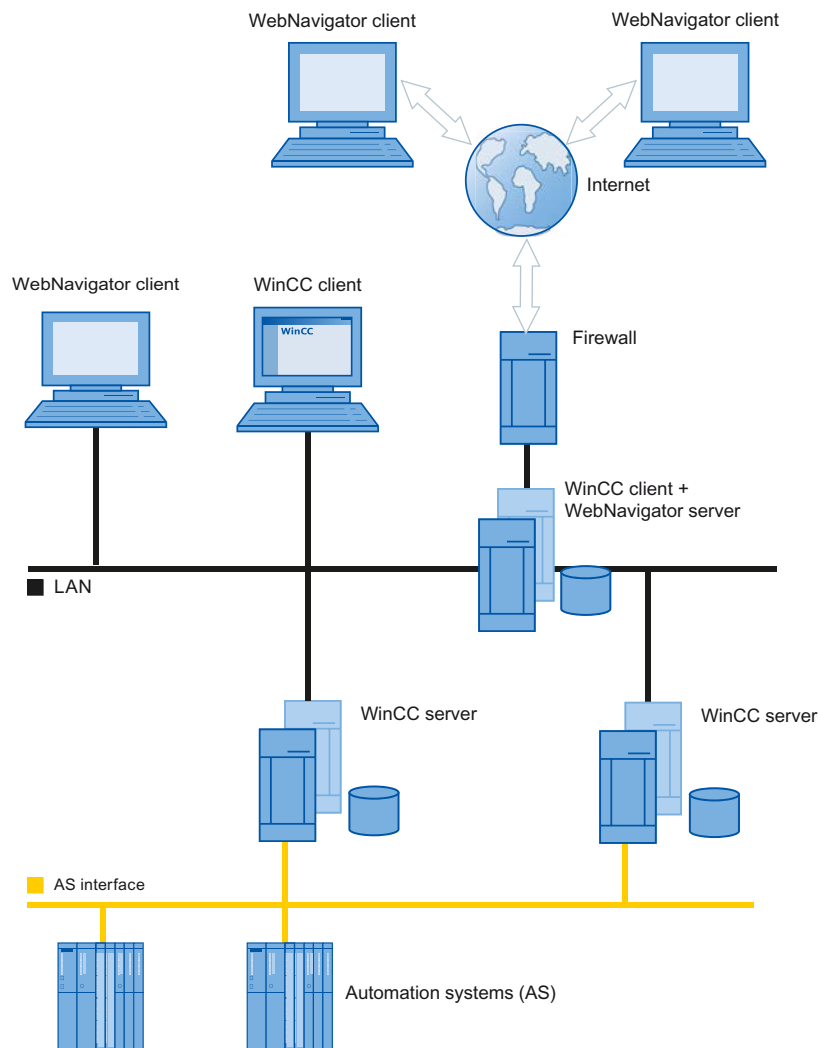 WebNavigator client
WebNavigator client
Internet
WebNavigator client
WinCC client
WinCC
Firewall
WinCC client +
WebNavigator server
LAN
WinCC server
WinCC server
AS interface
Automation systems (AS)